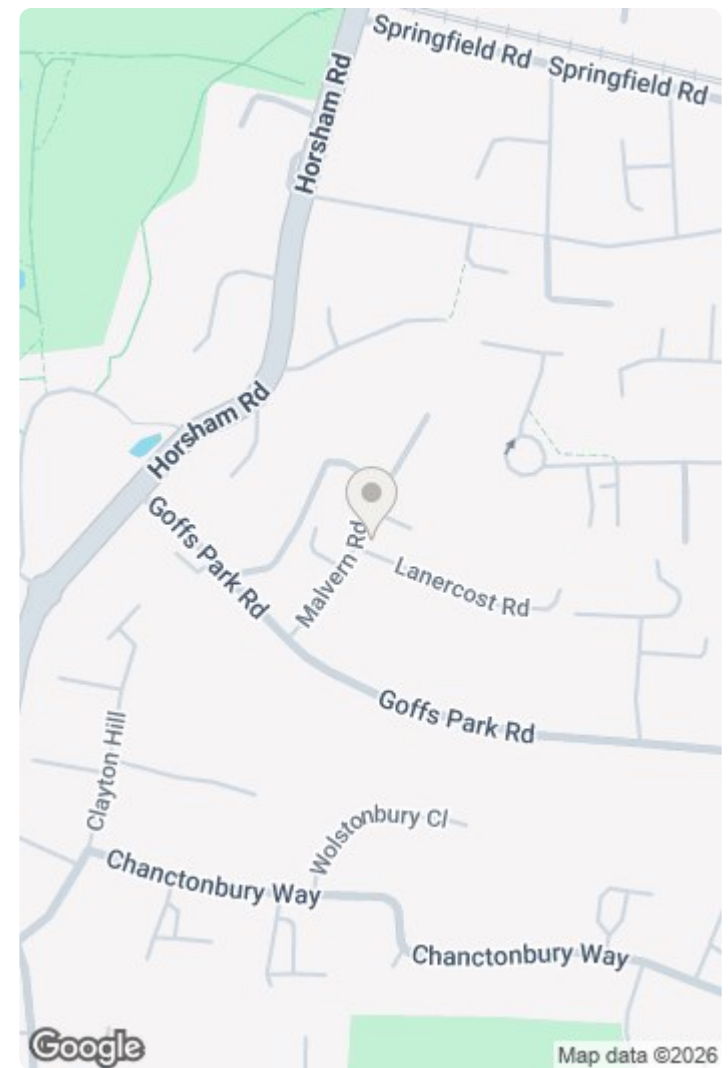 Springfield Rd
Springfield Rd
Horsham Rd
Horsham Rd
Goffs Park Rd
Malvern Rd
Lanercost Rd
Goffs Park Rd
Clayton Hill
Wolstonbury Cl
Chanctonbury Way
Chanctonbury Way
Google
Map data ©2026